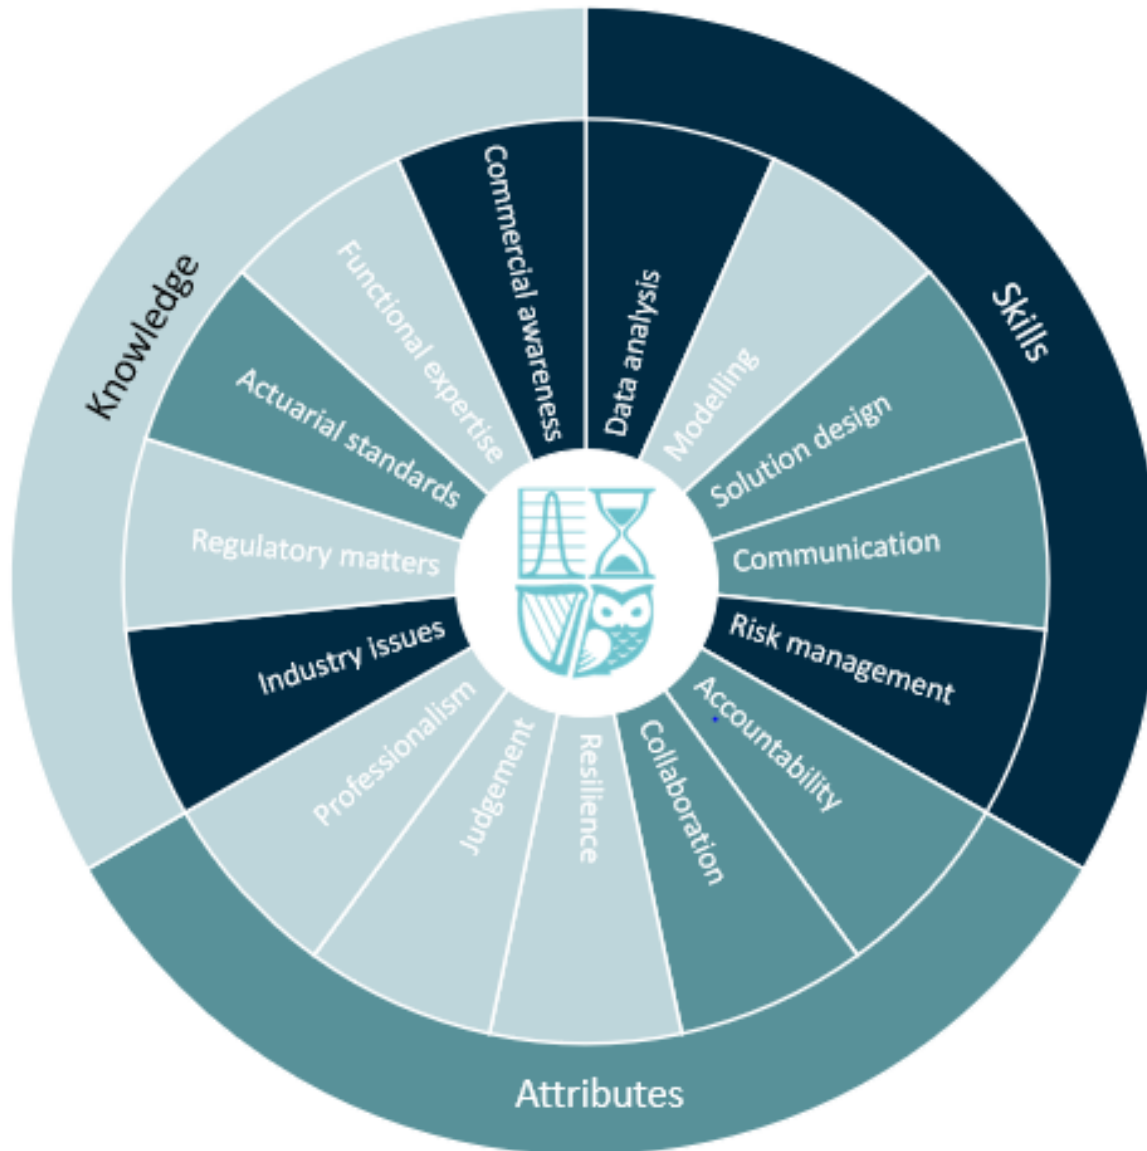 Skills
Data analysis
Modelling
Solution design
Communication
Risk management
Attributes
Accountability
Collaboration
Resilience
Judgement
Professionalism
Knowledge
Industry issues
Regulatory matters
Actuarial standards
Functional expertise
Commercial awareness